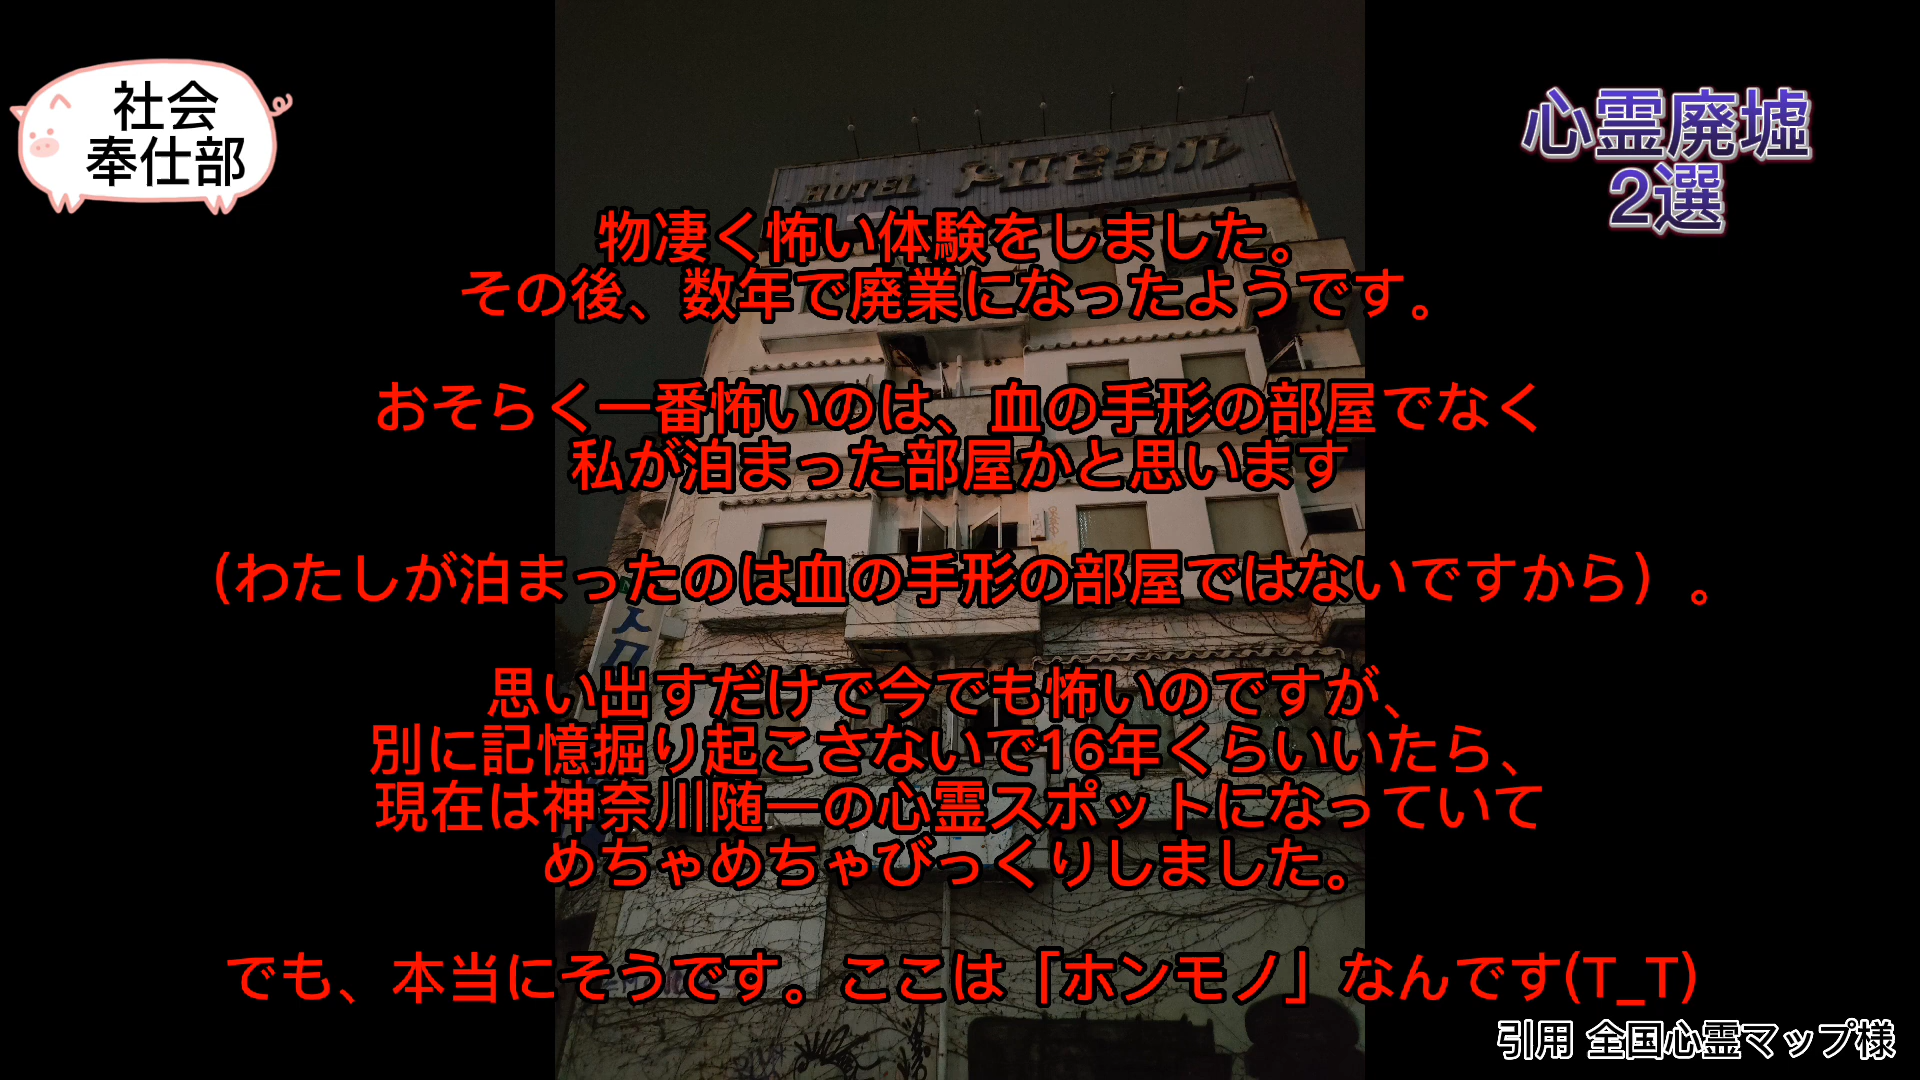 社会
奉仕部
心霊廃墟
2選
HOTEL トロピカル
物凄く怖い体験をしました。
その後、数年で廃業になったようです。
おそらく一番怖いのは、血の手形の部屋でなく
私が泊まった部屋かと思います
（わたしが泊まったのは血の手形の部屋ではないですから）。
トロ
思い出すだけで今でも怖いのですが、
別に記憶掘り起こさないで16年くらいいたら、
現在は神奈川随一の心霊スポットになっていて
めちゃめちゃびっくりしました。
でも、本当にそうです。ここは「ホンモノ」なんです(T_T)
引用 全国心霊マップ様